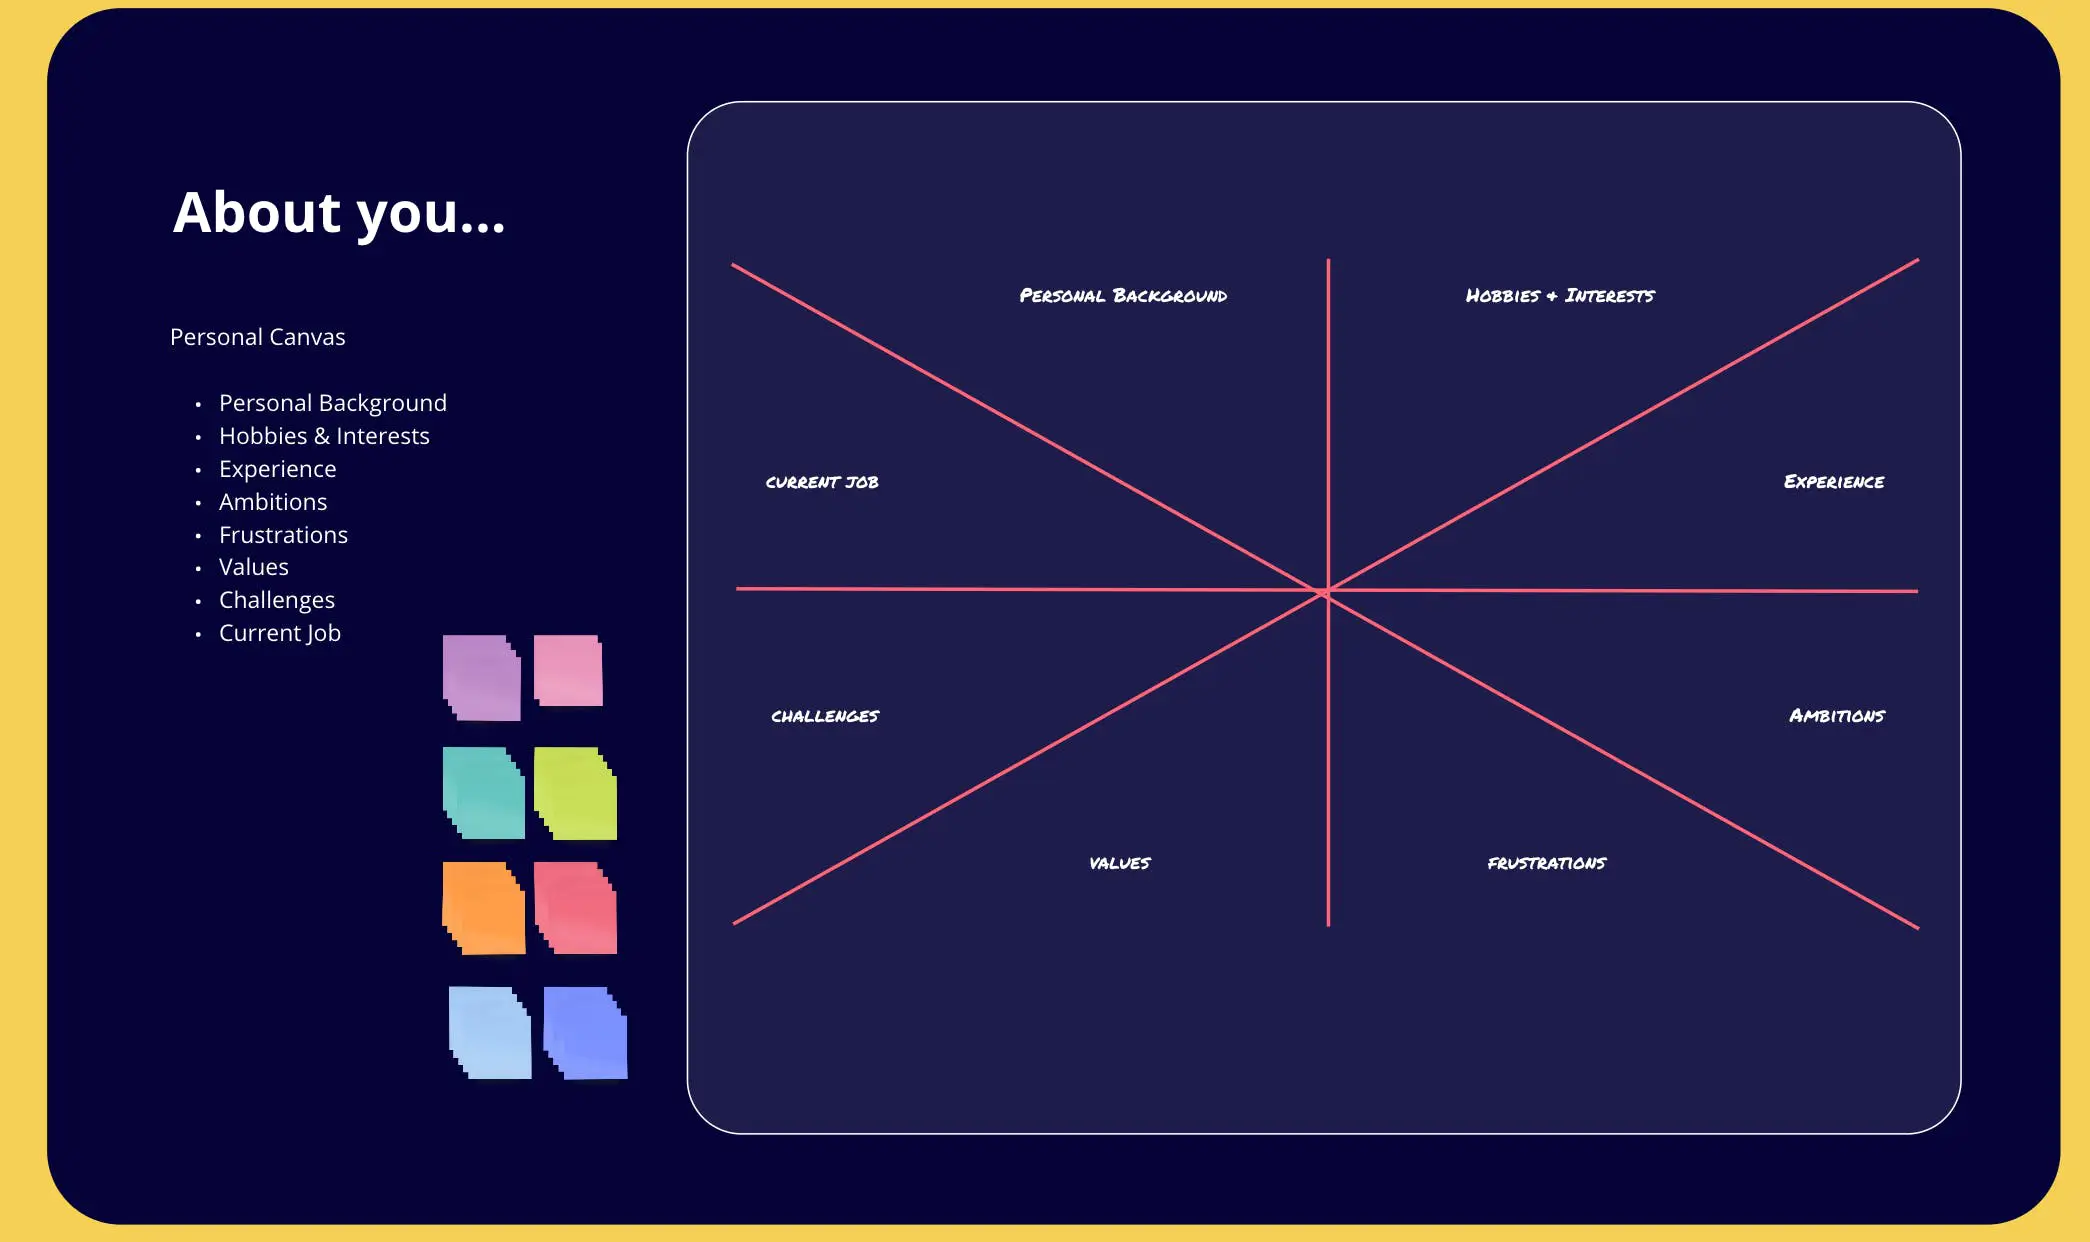 About you...
Personal Canvas
• Personal Background
• Hobbies & Interests
• Experience
• Ambitions
• Frustrations
• Values
• Challenges
• Current Job
Personal Background
Hobbies & Interests
current job
Experience
challenges
Ambitions
values
frustrations